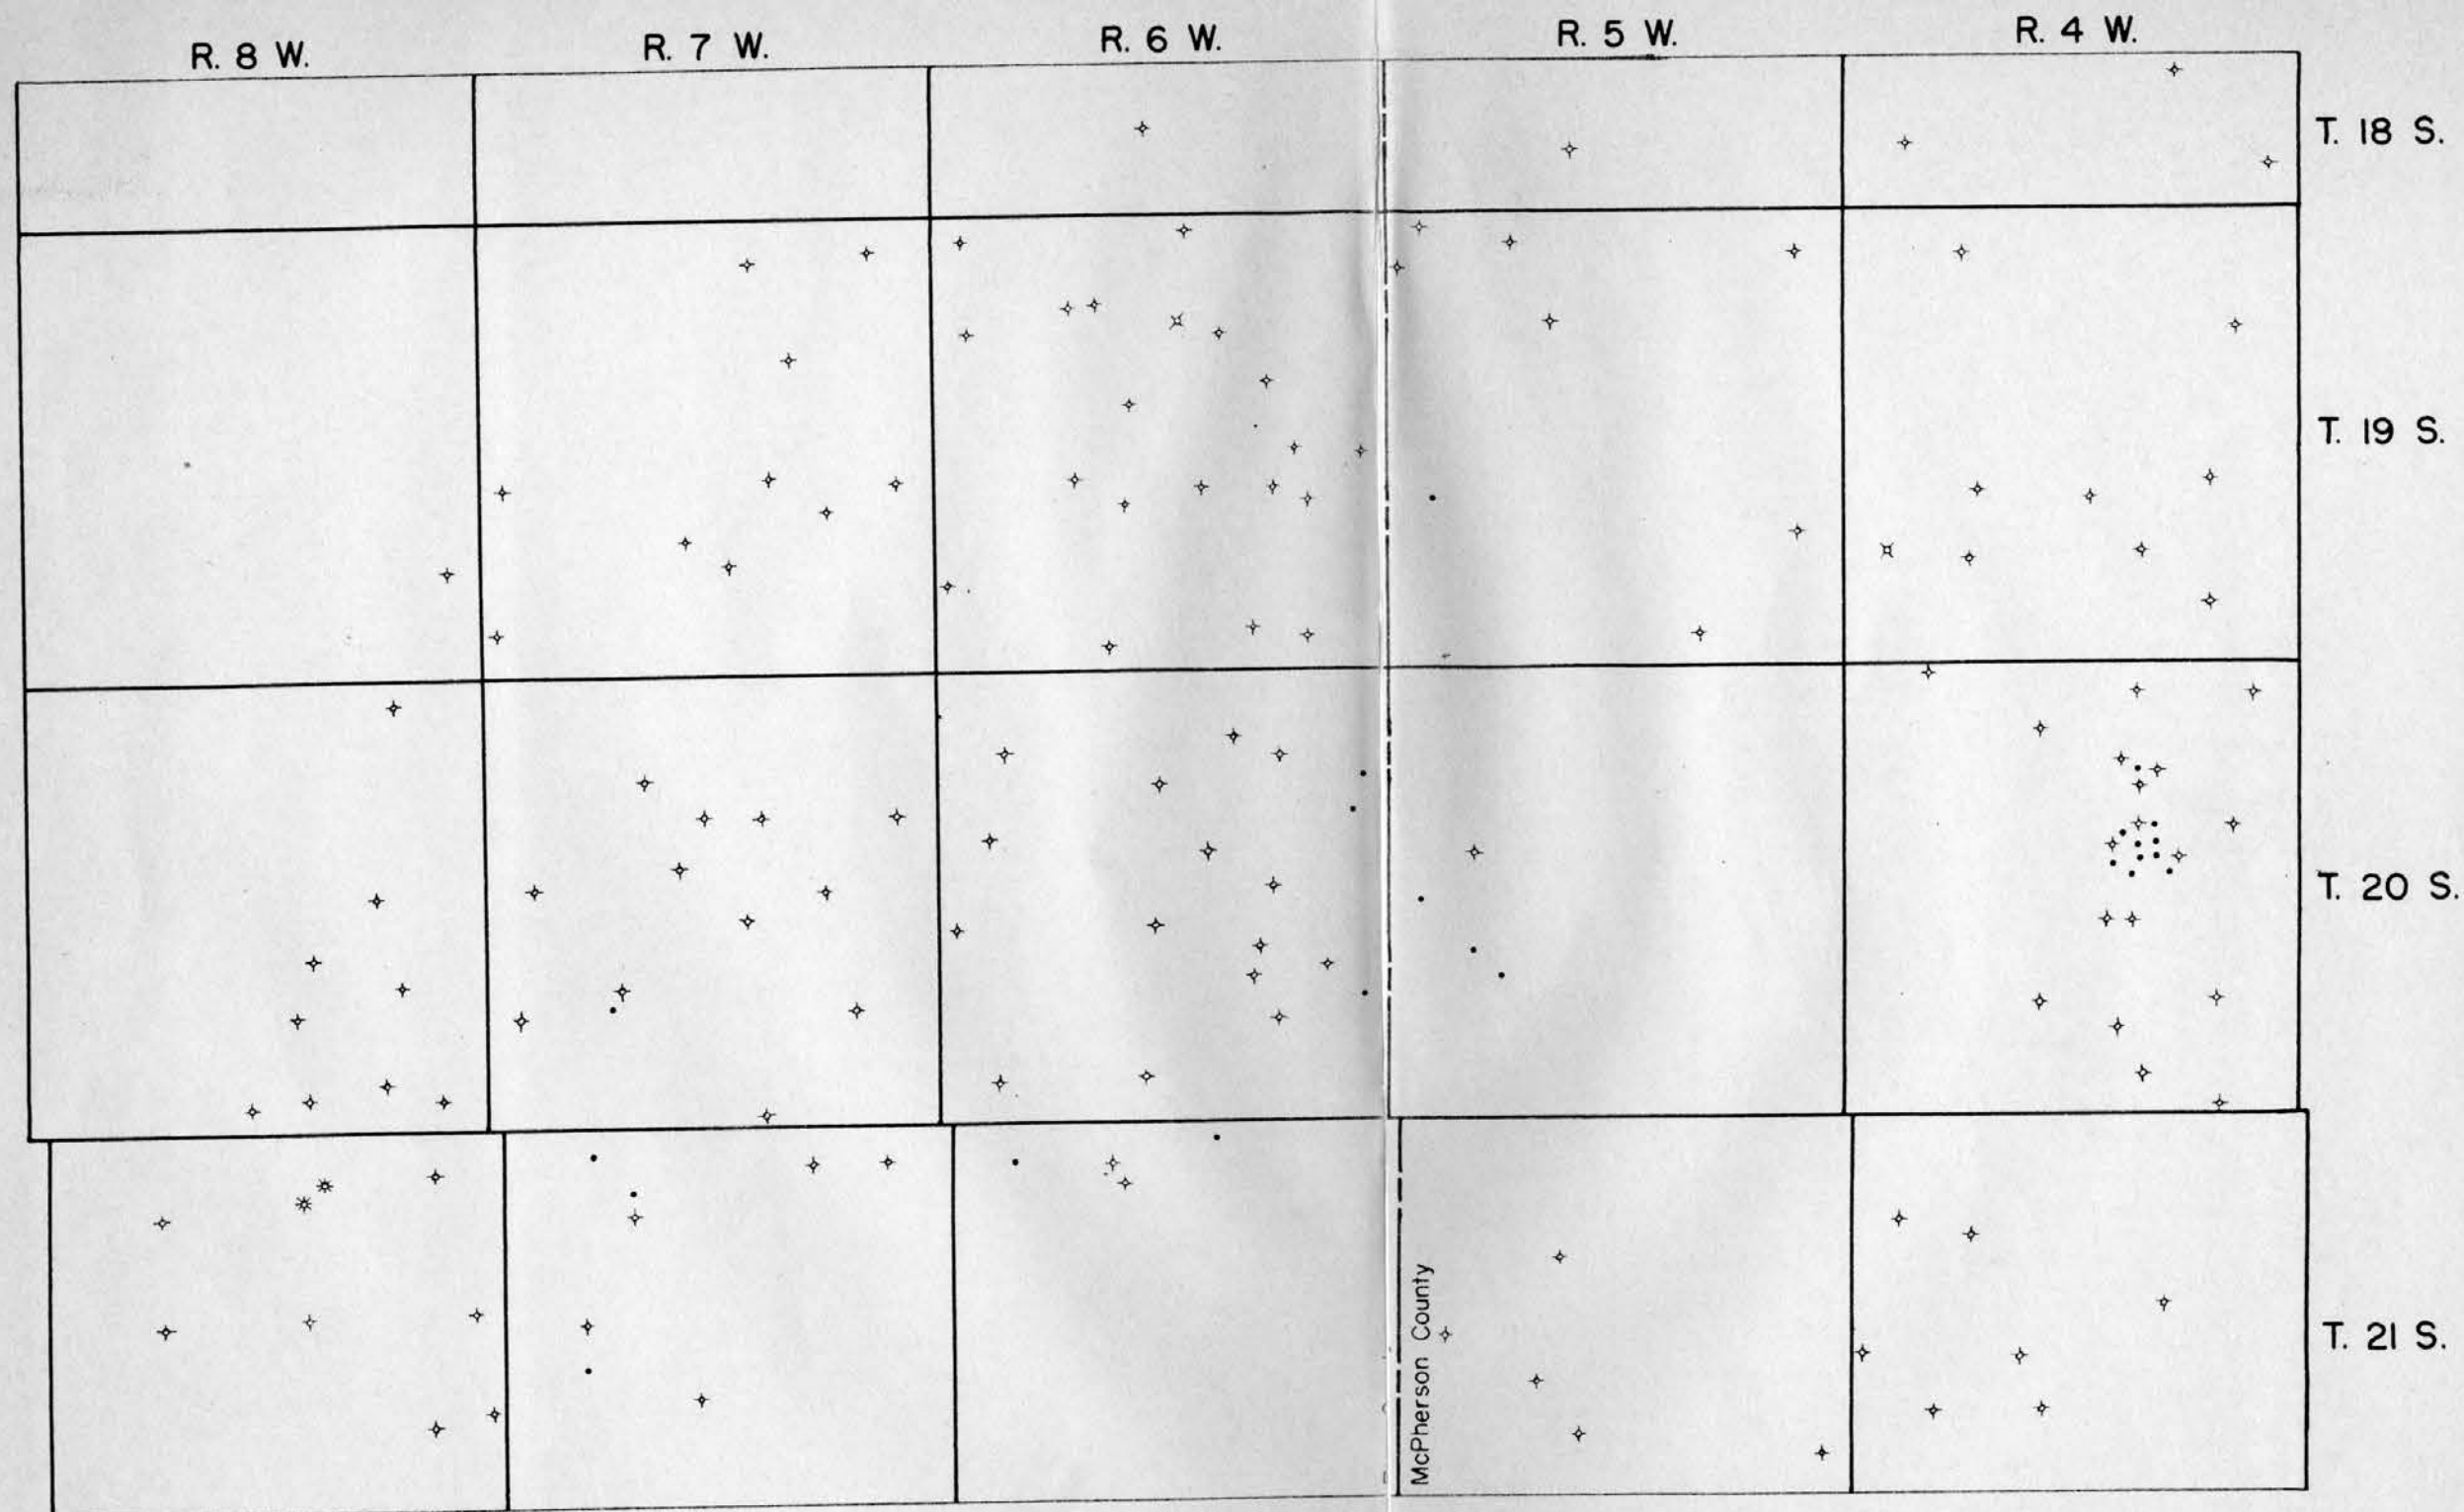 R. 8 W.
R. 7 W.
R. 6 W.
R. 5 W.
R. 4 W.
T. 18 S.
T. 19 S.
T. 20 S.
T. 21 S.
McPherson County